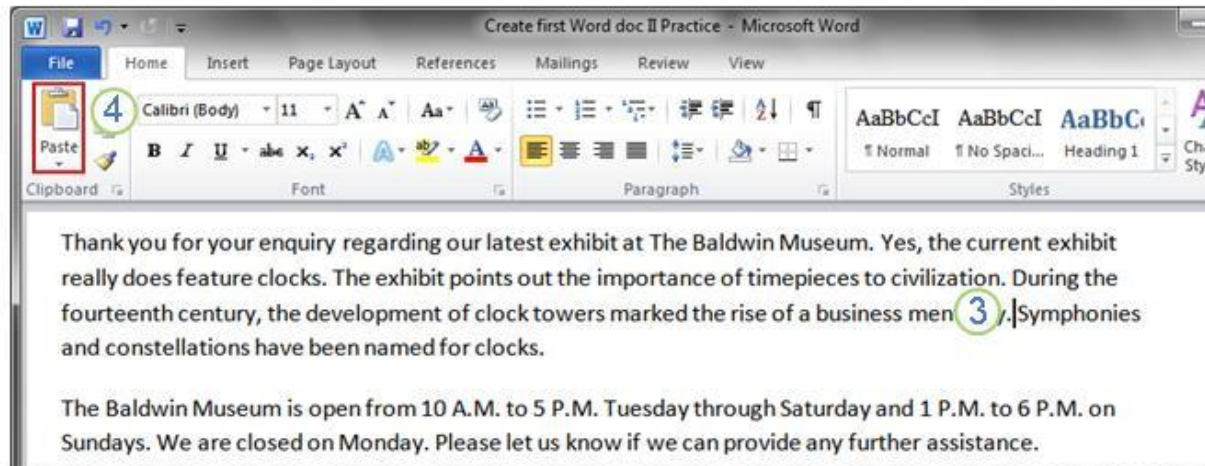 Create first Word doc II Practice - Microsoft Word
File Home Insert Page Layout References Mailings Review View
Paste
4
Calibri (Body) 11 A A Aa
B I U abc x₂ x² A ab A
AaBbCcI AaBbCcI AaBbC
¶ Normal ¶ No Spaci... Heading 1
Clipboard Font Paragraph Styles
Thank you for your enquiry regarding our latest exhibit at The Baldwin Museum. Yes, the current exhibit
really does feature clocks. The exhibit points out the importance of timepieces to civilization. During the
fourteenth century, the development of clock towers marked the rise of a business men 3 y. Symphonies
and constellations have been named for clocks.
The Baldwin Museum is open from 10 A.M. to 5 P.M. Tuesday through Saturday and 1 P.M. to 6 P.M. on
Sundays. We are closed on Monday. Please let us know if we can provide any further assistance.